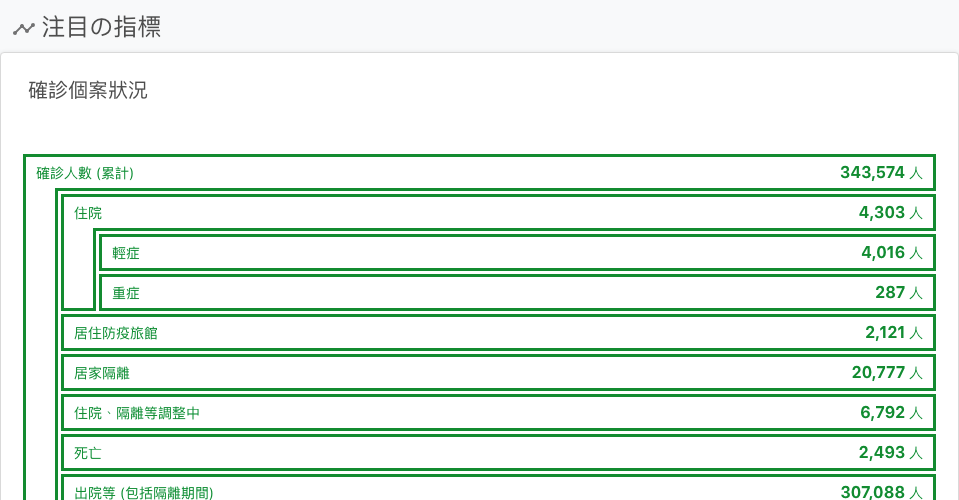 注目の指標
確診個案狀況
確診人數 (累計) 343,574 人
住院 4,303 人
輕症 4,016 人
重症 287 人
居住防疫旅館 2,121 人
居家隔離 20,777 人
住院、隔離等調整中 6,792 人
死亡 2,493 人
出院等 (包括隔離期間) 307,088 人